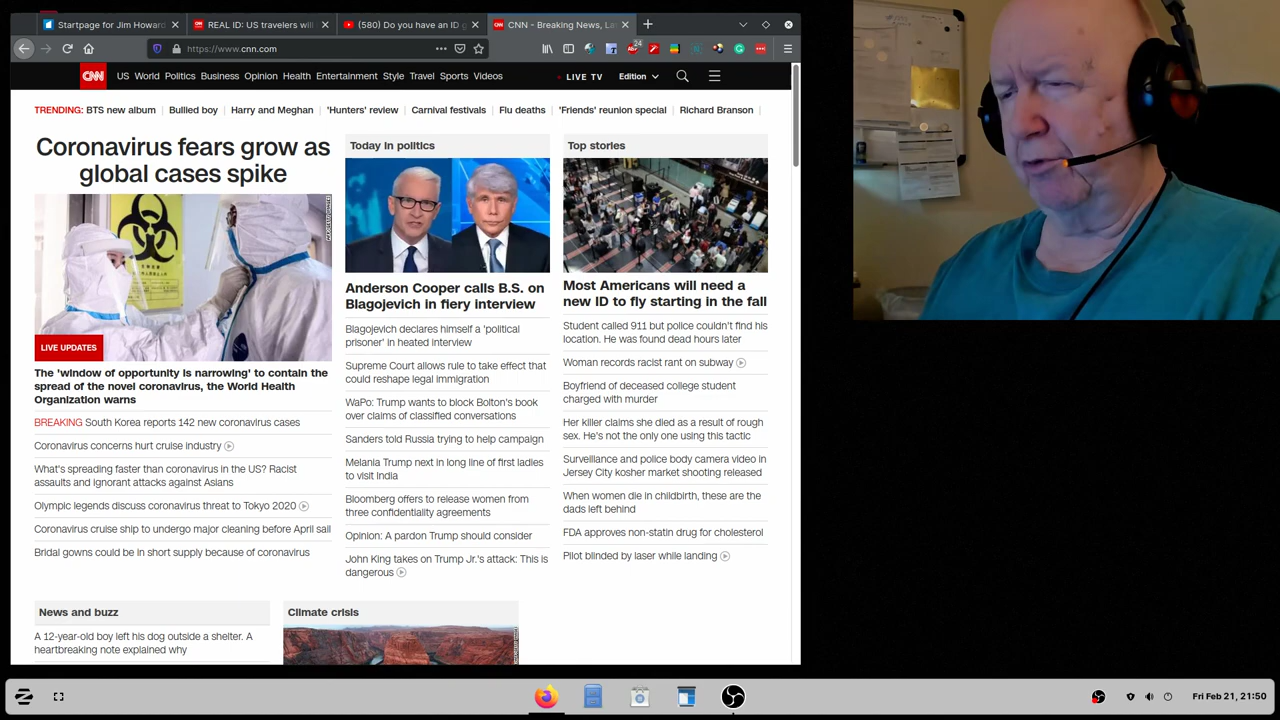 Startpage for Jim Howard
REAL ID: US travelers will
(580) Do you have an ID
CNN - Breaking News, La
https://www.cnn.com
24
CNN
US World Politics Business Opinion Health Entertainment Style Travel Sports Videos
LIVE TV
Edition
TRENDING: BTS new album
Bullied boy
Harry and Meghan
'Hunters' review
Carnival festivals
Flu deaths
'Friends' reunion special
Richard Branson
Coronavirus fears grow as
global cases spike
LIVE UPDATES
The 'window of opportunity is narrowing' to contain the
spread of the novel coronavirus, the World Health
Organization warns
BREAKING South Korea reports 142 new coronavirus cases
Coronavirus concerns hurt cruise industry
What's spreading faster than coronavirus in the US? Racist
assaults and ignorant attacks against Asians
Olympic legends discuss coronavirus threat to Tokyo 2020
Coronavirus cruise ship to undergo major cleaning before April sail
Bridal gowns could be in short supply because of coronavirus
Today in politics
Anderson Cooper calls B.S. on
Blagojevich in fiery interview
Blagojevich declares himself a 'political
prisoner' in heated interview
Supreme Court allows rule to take effect that
could reshape legal immigration
WaPo: Trump wants to block Bolton's book
over claims of classified conversations
Sanders told Russia trying to help campaign
Melania Trump next in long line of first ladies
to visit India
Bloomberg offers to release women from
three confidentiality agreements
Opinion: A pardon Trump should consider
John King takes on Trump Jr.'s attack: This is
dangerous
Top stories
Most Americans will need a
new ID to fly starting in the fall
Student called 911 but police couldn't find his
location. He was found dead hours later
Woman records racist rant on subway
Boyfriend of deceased college student
charged with murder
Her killer claims she died as a result of rough
sex. He's not the only one using this tactic
Surveillance and police body camera video in
Jersey City kosher market shooting released
When women die in childbirth, these are the
dads left behind
FDA approves non-statin drug for cholesterol
Pilot blinded by laser while landing
News and buzz
A 12-year-old boy left his dog outside a shelter. A
heartbreaking note explained why
Climate crisis
Fri Feb 21, 21:50